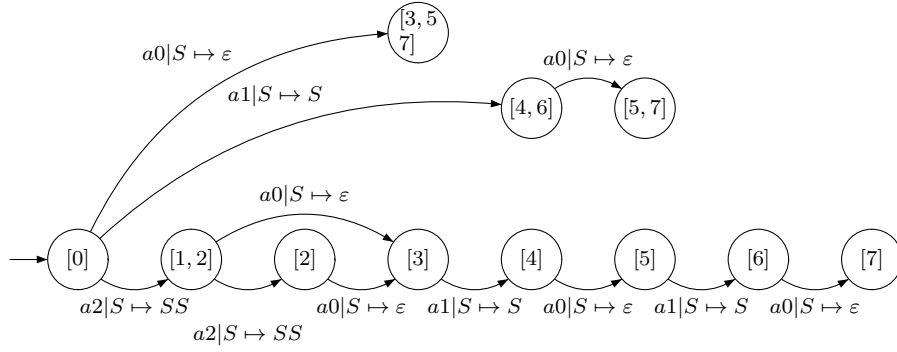 [3, 5
7]
a0|S ↦ ε
a0|S ↦ ε
a1|S ↦ S
[4, 6]
[5, 7]
a0|S ↦ ε
[0]
[1, 2]
[2]
[3]
[4]
[5]
[6]
[7]
a2|S ↦ SS
a2|S ↦ SS
a0|S ↦ ε
a1|S ↦ S
a0|S ↦ ε
a1|S ↦ S
a0|S ↦ ε